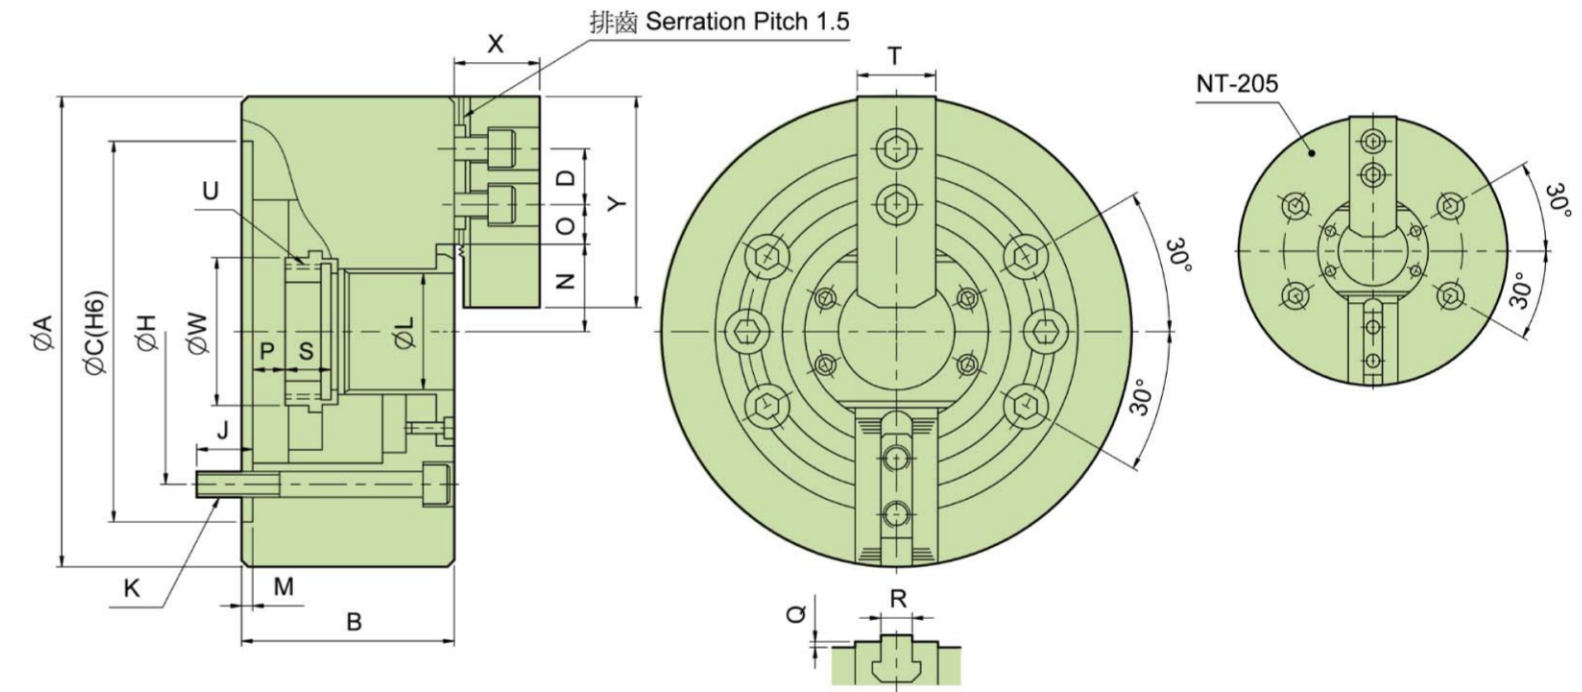 排齒 Serration Pitch 1.5
X
T
NT-205
U
D
Y
O
N
30°
30°
30°
30°
ØA
ØC(H6)
ØH
ØW
P
S
ØL
J
K
M
B
Q
R